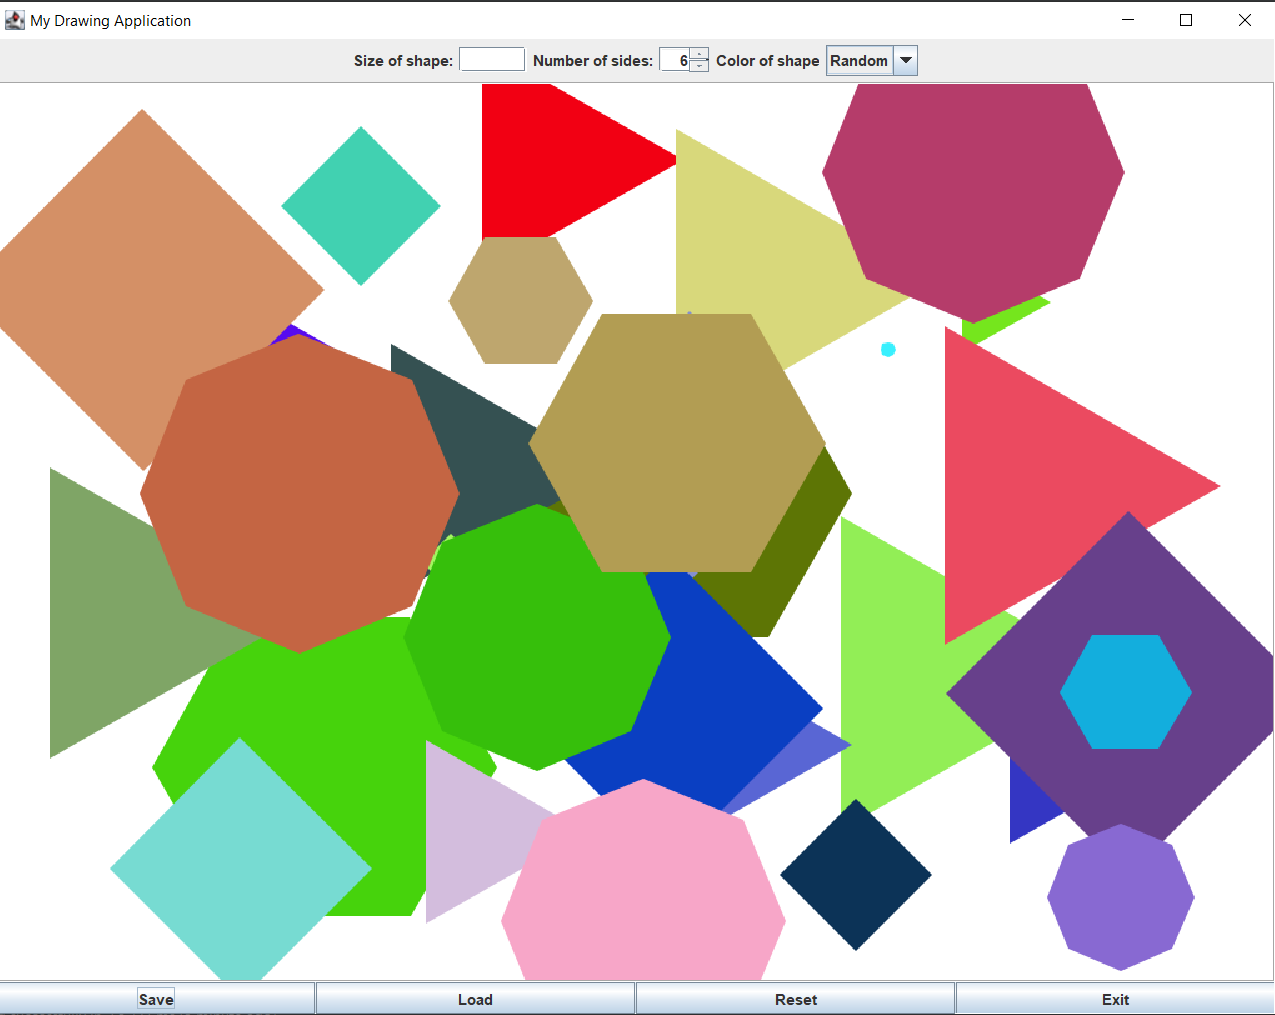 My Drawing Application
Size of shape: Number of sides: 6 Color of shape Random
Save Load Reset Exit